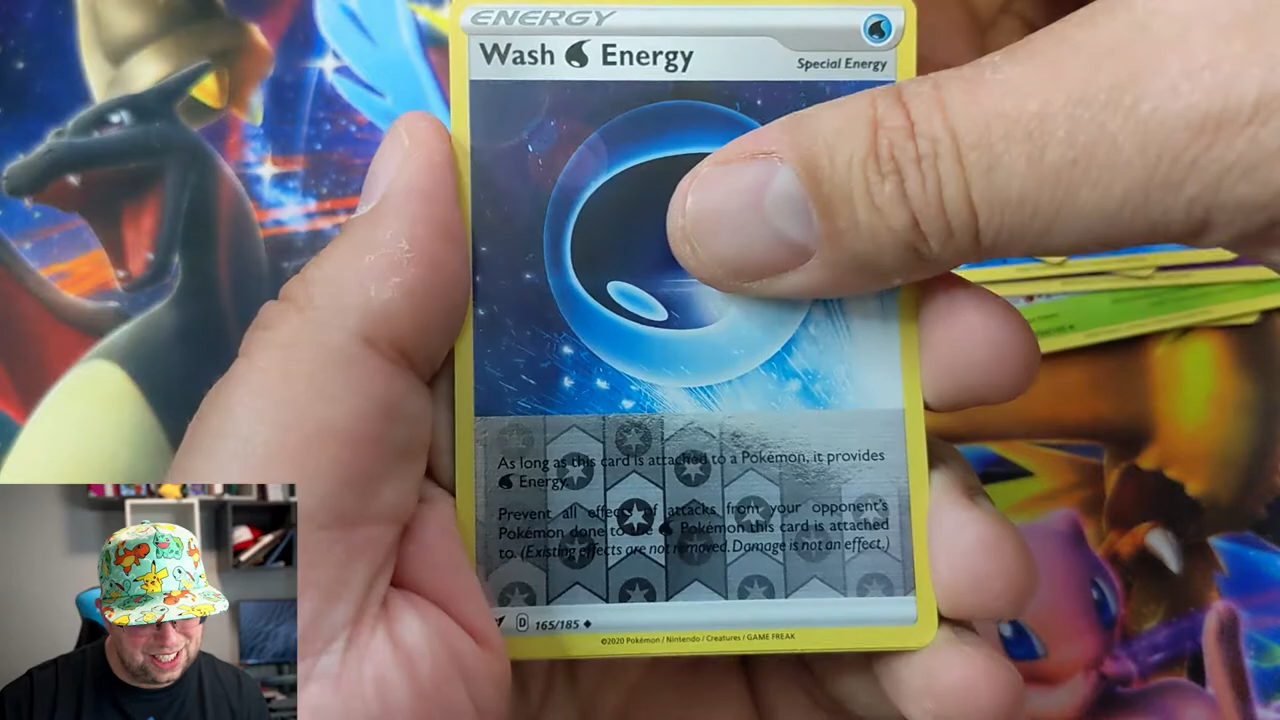 ENERGY
Wash Energy
Special Energy
As long as this card is attached to a Pokémon, it provides
Energy.
Prevent all effects of attacks from your opponent's
Pokémon done to the Pokémon this card is attached
to. (Existing effects are not removed. Damage is not an effect.)
D 165/185
©2020 Pokémon / Nintendo / Creatures / GAME FREAK